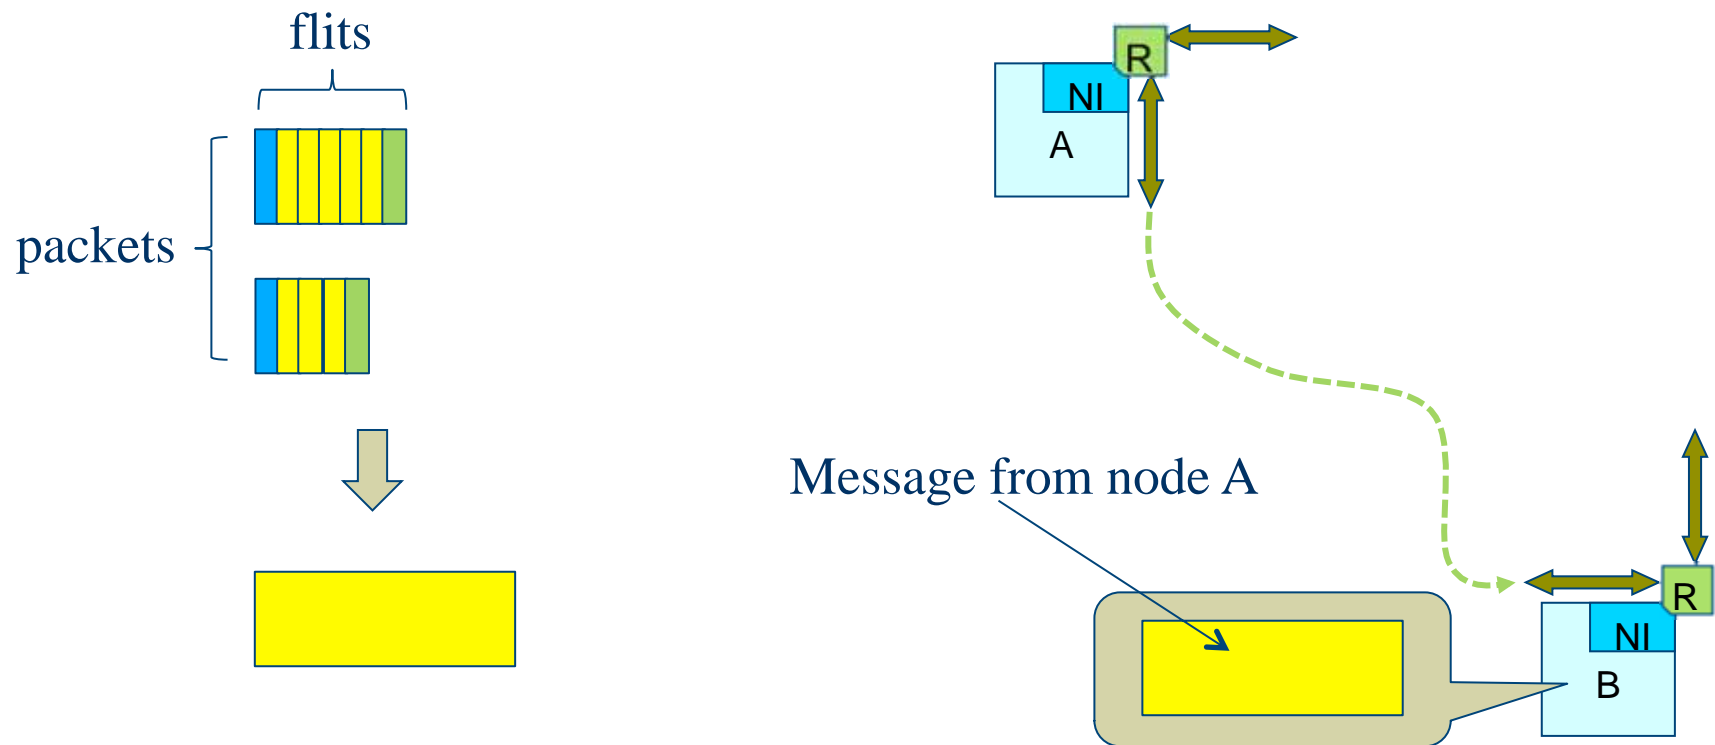 flits
R
NI
A
packets
Message from node A
R
NI
B